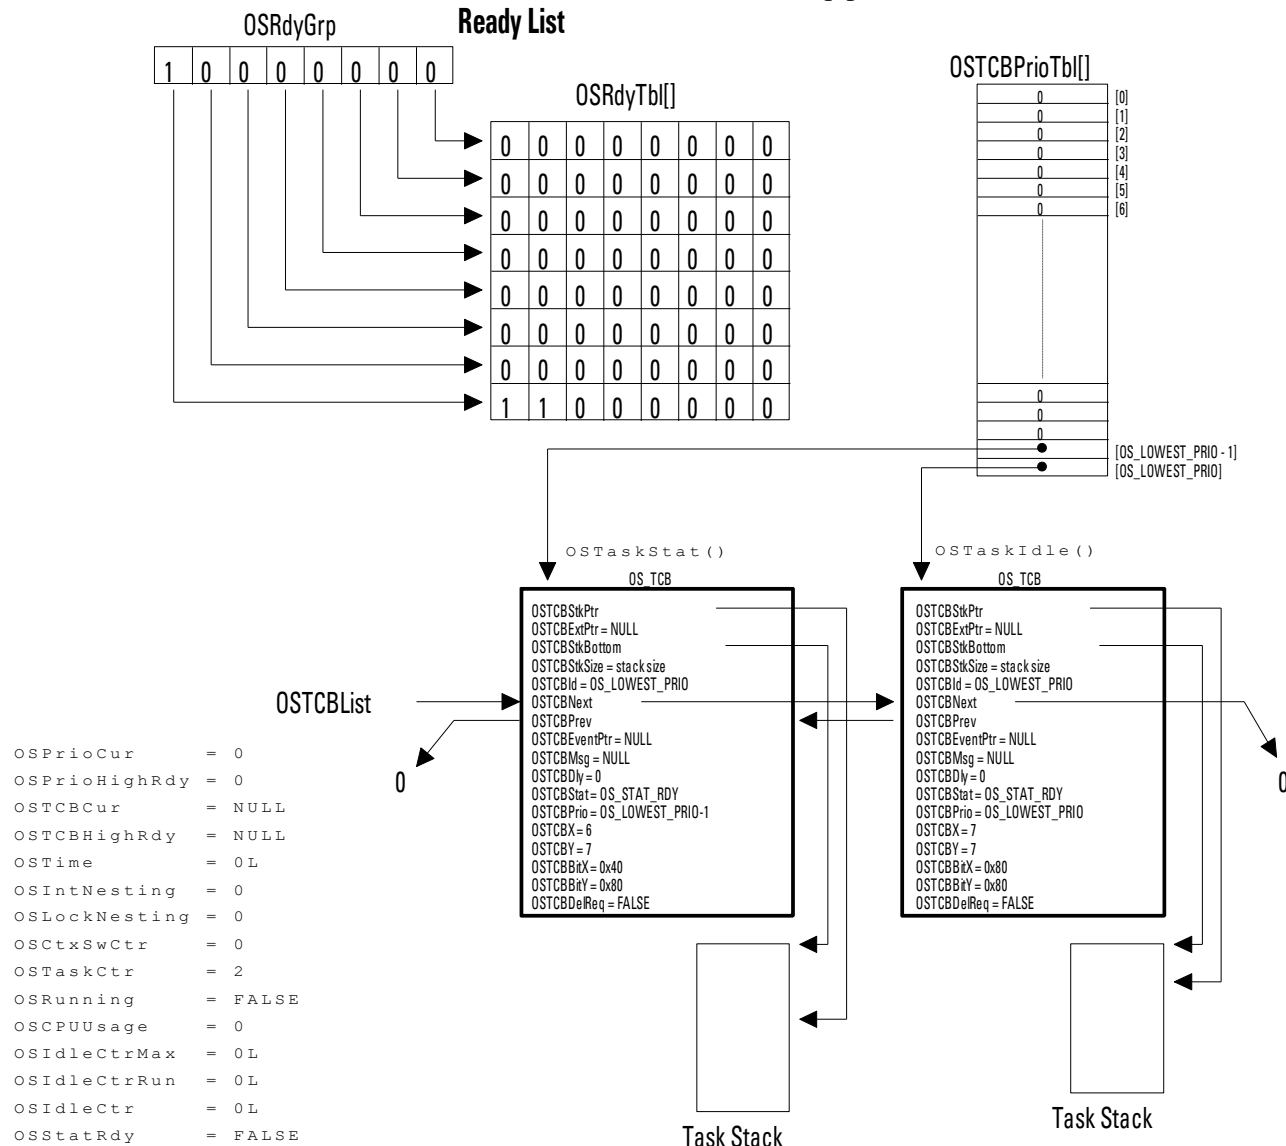 OSRdyGrp
Ready List
1 0 0 0 0 0 0 0
OSRdyTbl[]
0 0 0 0 0 0 0 0
0 0 0 0 0 0 0 0
0 0 0 0 0 0 0 0
0 0 0 0 0 0 0 0
0 0 0 0 0 0 0 0
0 0 0 0 0 0 0 0
0 0 0 0 0 0 0 0
1 1 0 0 0 0 0 0
OSTCBPrioTbl[]
0 [0]
0 [1]
0 [2]
0 [3]
0 [4]
0 [5]
0 [6]
0
0
0
[OS_LOWEST_PRIO - 1]
[OS_LOWEST_PRIO]
OSTaskStat()
OS_TCB
OSTCBStkPtr
OSTCBExtPtr = NULL
OSTCBStkBottom
OSTCBStkSize = stack size
OSTCBId = OS_LOWEST_PRIO
OSTCBNext
OSTCBPrev
OSTCBEventPtr = NULL
OSTCBMsg = NULL
OSTCBDly = 0
OSTCBStat = OS_STAT_RDY
OSTCBPrio = OS_LOWEST_PRIO-1
OSTCBX = 6
OSTCBY = 7
OSTCBBitX = 0x40
OSTCBBitY = 0x80
OSTCBDelReq = FALSE
OSTaskIdle()
OS_TCB
OSTCBStkPtr
OSTCBExtPtr = NULL
OSTCBStkBottom
OSTCBStkSize = stack size
OSTCBId = OS_LOWEST_PRIO
OSTCBNext
OSTCBPrev
OSTCBEventPtr = NULL
OSTCBMsg = NULL
OSTCBDly = 0
OSTCBStat = OS_STAT_RDY
OSTCBPrio = OS_LOWEST_PRIO
OSTCBX = 7
OSTCBY = 7
OSTCBBitX = 0x80
OSTCBBitY = 0x80
OSTCBDelReq = FALSE
OSTCBList
0
0
OSPrioCur = 0
OSPrioHighRdy = 0
OSTCBCur = NULL
OSTCBHighRdy = NULL
OSTime = 0L
OSIntNesting = 0
OSLockNesting = 0
OSCtxSwCtr = 0
OSTaskCtr = 2
OSRunning = FALSE
OSCPUUsage = 0
OSIdleCtrMax = 0L
OSIdleCtrRun = 0L
OSIdleCtr = 0L
OSStatRdy = FALSE
Task Stack
Task Stack